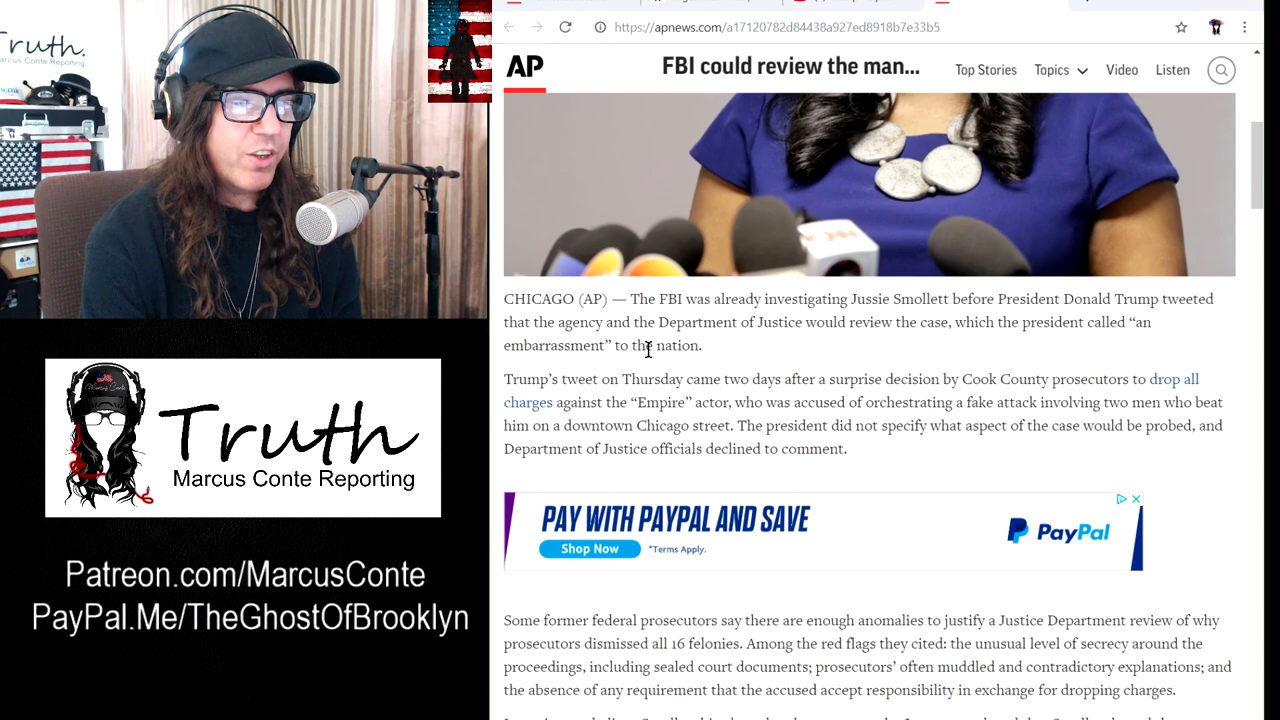 Truth.
Marcus Conte Reporting
https://apnews.com/a17120782d84438a927ed8918b7e33b5
AP
FBI could review the man...
Top Stories
Topics
Video
Listen
CHICAGO (AP) — The FBI was already investigating Jussie Smollett before President Donald Trump tweeted
that the agency and the Department of Justice would review the case, which the president called “an
embarrassment” to the nation.
Trump’s tweet on Thursday came two days after a surprise decision by Cook County prosecutors to drop all
charges against the “Empire” actor, who was accused of orchestrating a fake attack involving two men who beat
him on a downtown Chicago street. The president did not specify what aspect of the case would be probed, and
Department of Justice officials declined to comment.
PAY WITH PAYPAL AND SAVE
Shop Now
*Terms Apply.
PayPal
Some former federal prosecutors say there are enough anomalies to justify a Justice Department review of why
prosecutors dismissed all 16 felonies. Among the red flags they cited: the unusual level of secrecy around the
proceedings, including sealed court documents; prosecutors’ often muddled and contradictory explanations; and
the absence of any requirement that the accused accept responsibility in exchange for dropping charges.
Truth
Marcus Conte Reporting
Patreon.com/MarcusConte
PayPal.Me/TheGhostOfBrooklyn